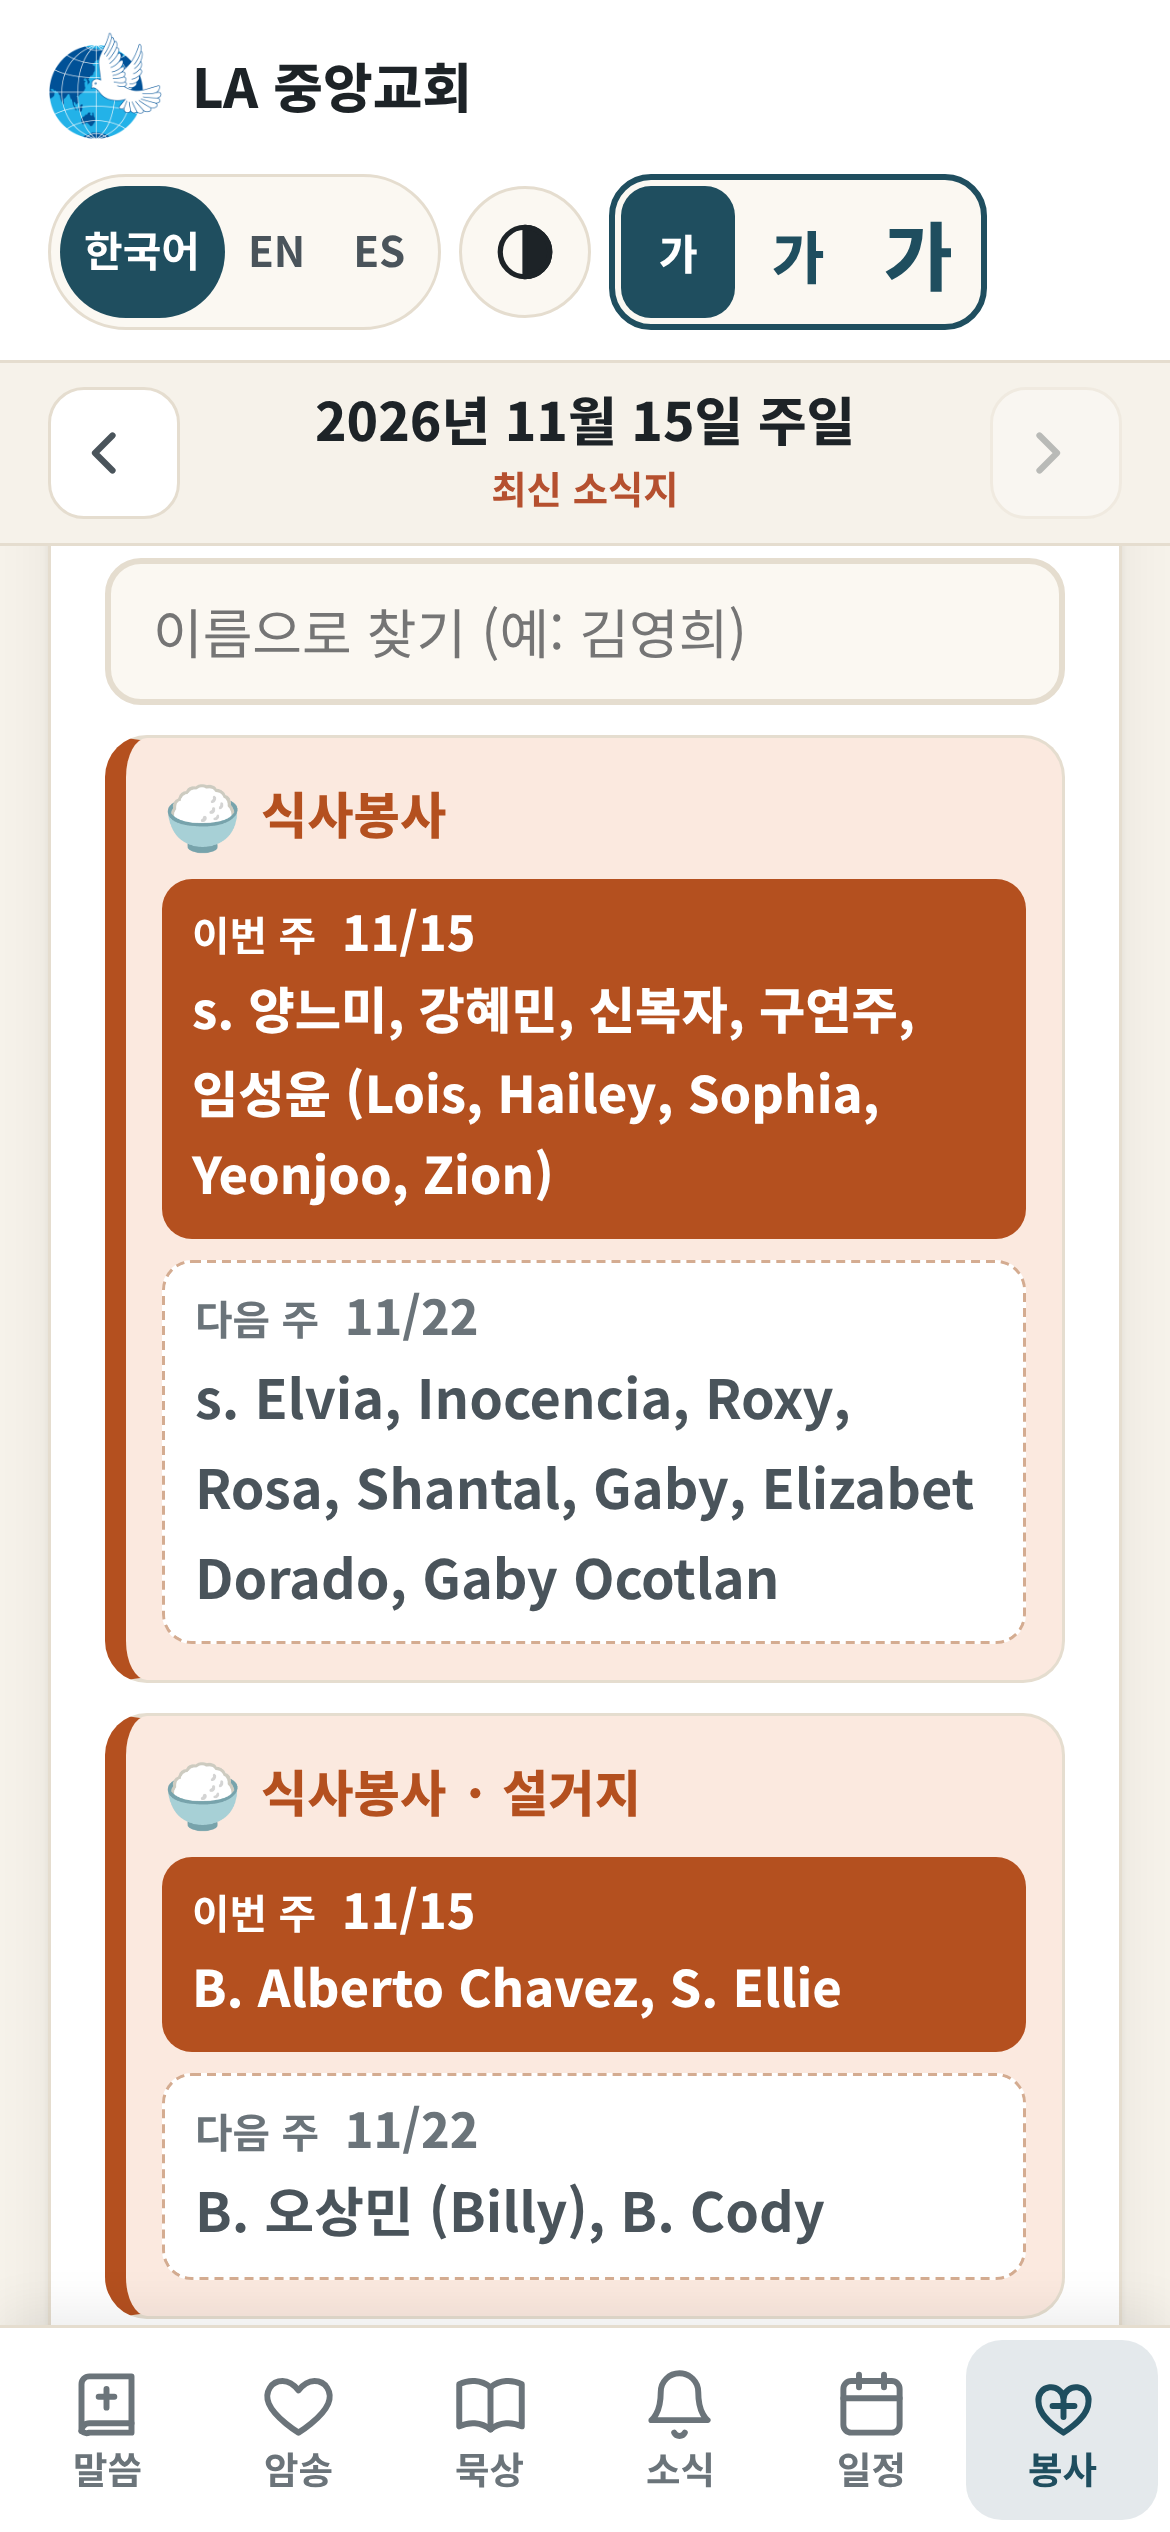 LA 중앙교회
한국어 EN ES 가 가 가
2026년 11월 15일 주일
최신 소식지
이름으로 찾기 (예: 김영희)
식사봉사
이번 주 11/15
s. 양느미, 강혜민, 신복자, 구연주,
임성윤 (Lois, Hailey, Sophia,
Yeonjoo, Zion)
다음 주 11/22
s. Elvia, Inocencia, Roxy,
Rosa, Shantal, Gaby, Elizabet
Dorado, Gaby Ocotlan
식사봉사 · 설거지
이번 주 11/15
B. Alberto Chavez, S. Ellie
다음 주 11/22
B. 오상민 (Billy), B. Cody
말씀 암송 묵상 소식 일정 봉사